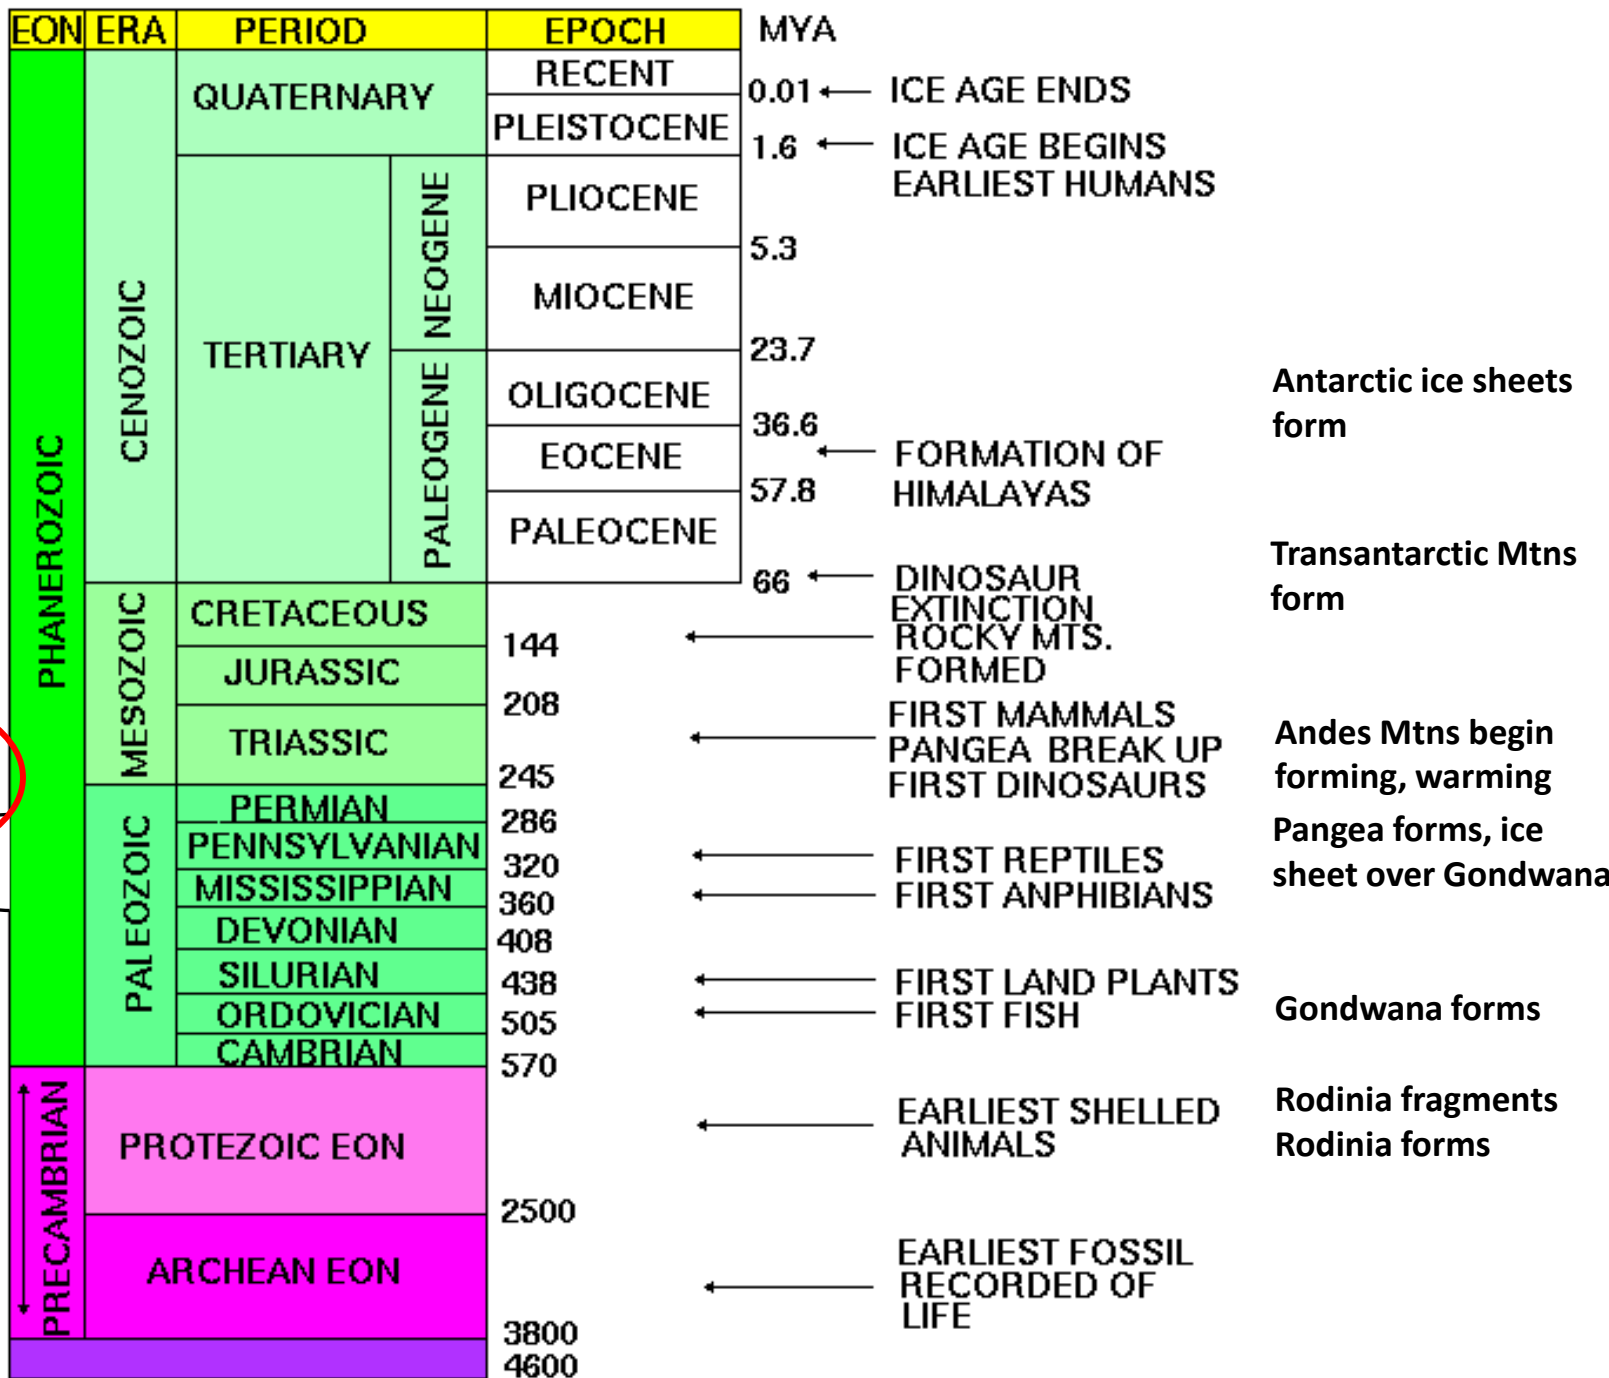 EON ERA PERIOD EPOCH MYA
PHANEROZOIC
CENOZOIC
QUATERNARY
RECENT
0.01 ICE AGE ENDS
PLEISTOCENE
1.6 ICE AGE BEGINS
EARLIEST HUMANS
TERTIARY
NEOGENE
PLIOCENE
5.3
MIOCENE
23.7
PALEOGENE
OLIGOCENE
Antarctic ice sheets
form
36.6
EOCENE
FORMATION OF
HIMALAYAS
57.8
PALEOCENE
Transantarctic Mtns
form
66 DINOSAUR
EXTINCTION
MESOZOIC
CRETACEOUS
ROCKY MTS.
FORMED
144
JURASSIC
208
TRIASSIC
FIRST MAMMALS
PANGEA BREAK UP
FIRST DINOSAURS
Andes Mtns begin
forming, warming
245
PALEOZOIC
PERMIAN
286
Pangea forms, ice
sheet over Gondwana
PENNSYLVANIAN
FIRST REPTILES
320
MISSISSIPPIAN
FIRST ANPHIBIANS
360
DEVONIAN
408
SILURIAN
FIRST LAND PLANTS
438
ORDOVICIAN
FIRST FISH
Gondwana forms
505
CAMBRIAN
570
PRECAMBRIAN
PROTEZOIC EON
EARLIEST SHELLED
ANIMALS
Rodinia fragments
Rodinia forms
2500
ARCHEAN EON
EARLIEST FOSSIL
RECORDED OF
LIFE
3800
4600